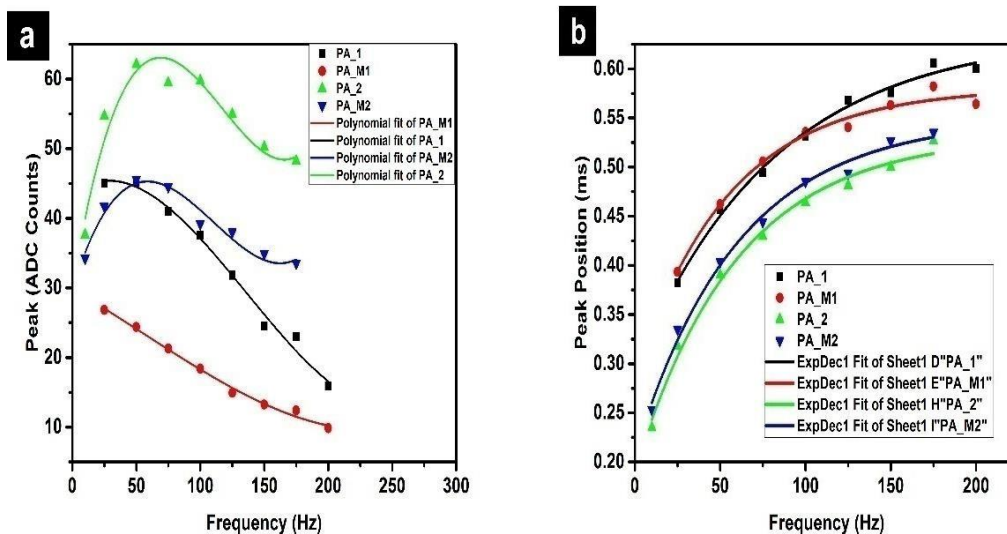 a
60
50
40
30
20
10
0
50
100
150
200
250
300
Peak (ADC Counts)
Frequency (Hz)
PA_1
PA_M1
PA_2
PA_M2
Polynomial fit of PA_M1
Polynomial fit of PA_1
Polynomial fit of PA_M2
Polynomial fit of PA_2
b
0.60
0.55
0.50
0.45
0.40
0.35
0.30
0.25
0.20
0
50
100
150
200
Peak Position (ms)
Frequency (Hz)
PA_1
PA_M1
PA_2
PA_M2
ExpDec1 Fit of Sheet1 D"PA_1"
ExpDec1 Fit of Sheet1 E"PA_M1"
ExpDec1 Fit of Sheet1 H"PA_2"
ExpDec1 Fit of Sheet1 I"PA_M2"